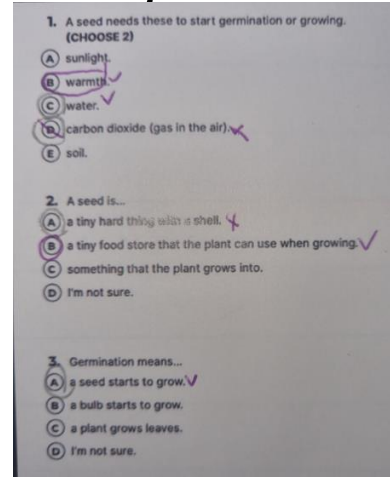 1. A seed needs these to start germination or growing.
(CHOOSE 2)
A sunlight.
B warmth.
C water.
D carbon dioxide (gas in the air).
E soil.
2. A seed is...
A a tiny hard thing with a shell.
B a tiny food store that the plant can use when growing.
C something that the plant grows into.
D I'm not sure.
3. Germination means...
A a seed starts to grow.
B a bulb starts to grow.
C a plant grows leaves.
D I'm not sure.